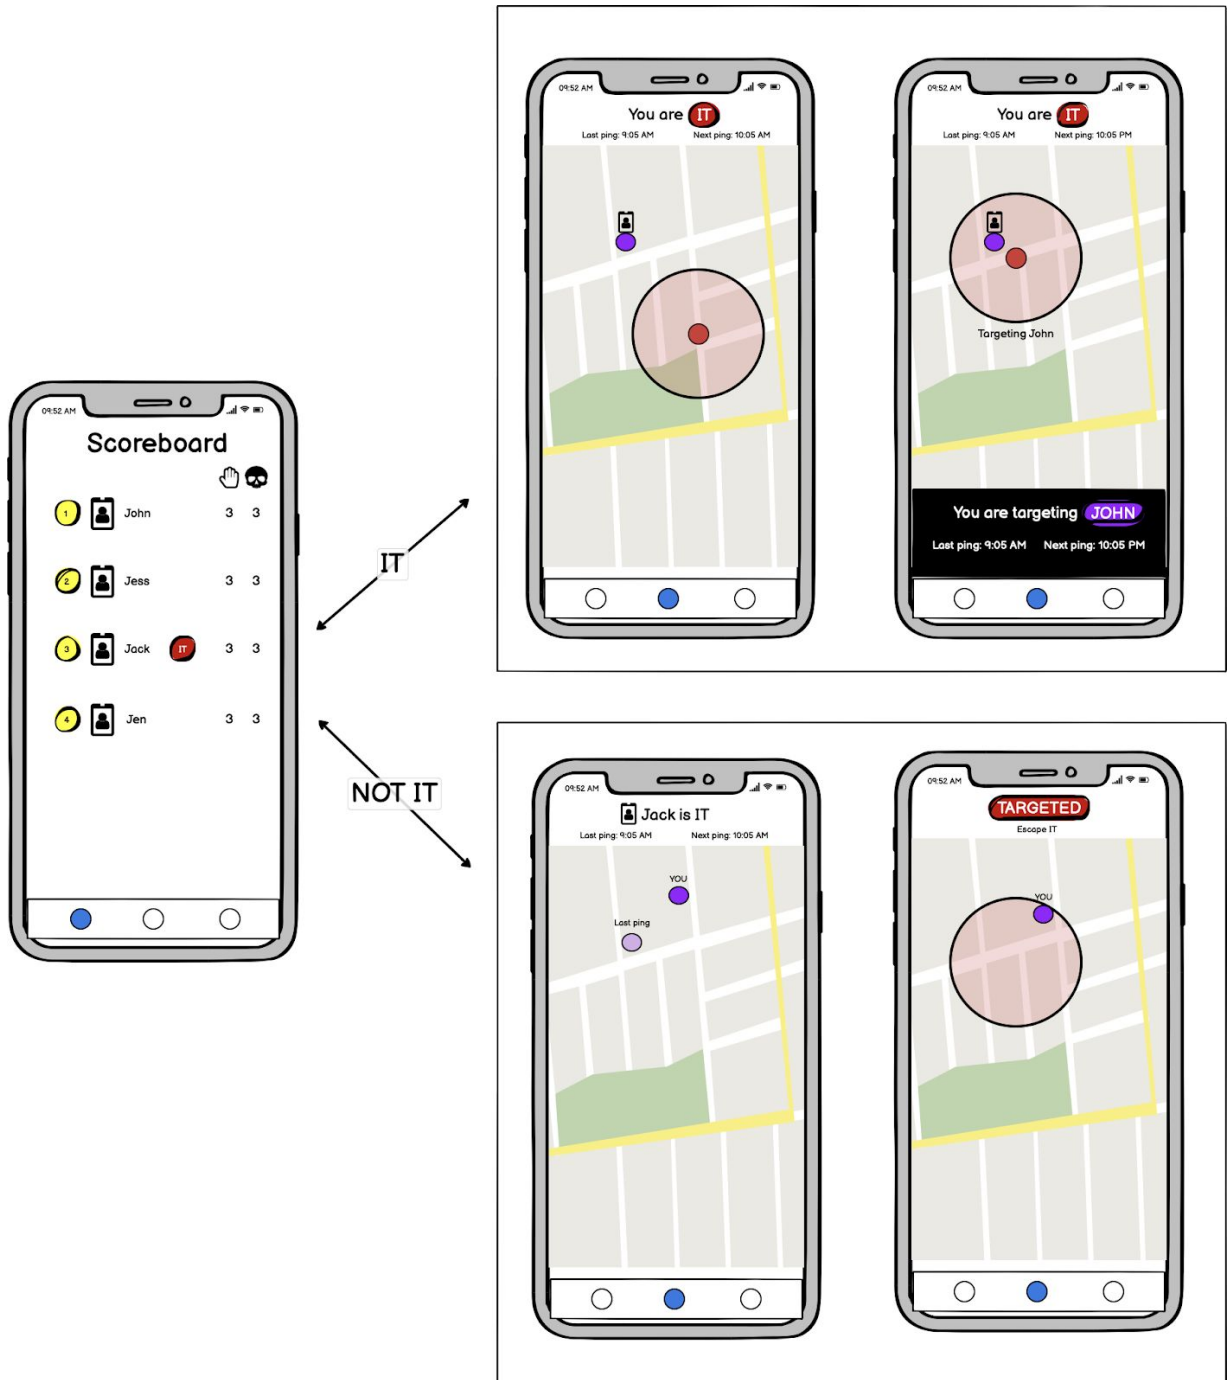 09:52 AM
Scoreboard
1 John 3 3
2 Jess 3 3
3 Jack IT 3 3
4 Jen 3 3
IT
NOT IT
09:52 AM
You are IT
Last ping: 9:05 AM Next ping: 10:05 AM
09:52 AM
You are IT
Last ping: 9:05 AM Next ping: 10:05 PM
Targeting John
You are targeting JOHN
Last ping: 9:05 AM Next ping: 10:05 PM
09:52 AM
Jack is IT
Last ping: 9:05 AM Next ping: 10:05 AM
YOU
Last ping
09:52 AM
TARGETED
Escape IT
YOU